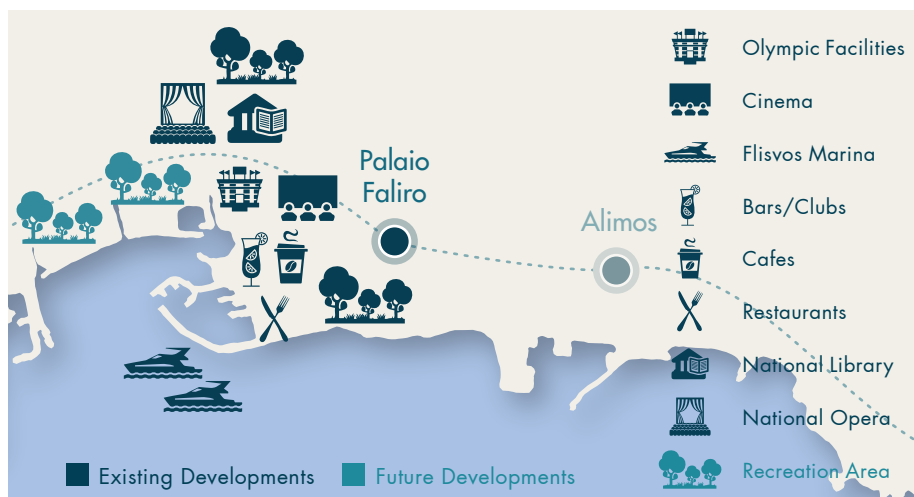 Palaio
Faliro
Alimos
Olympic Facilities
Cinema
Flisvos Marina
Bars/Clubs
Cafes
Restaurants
National Library
National Opera
Recreation Area
Existing Developments
Future Developments